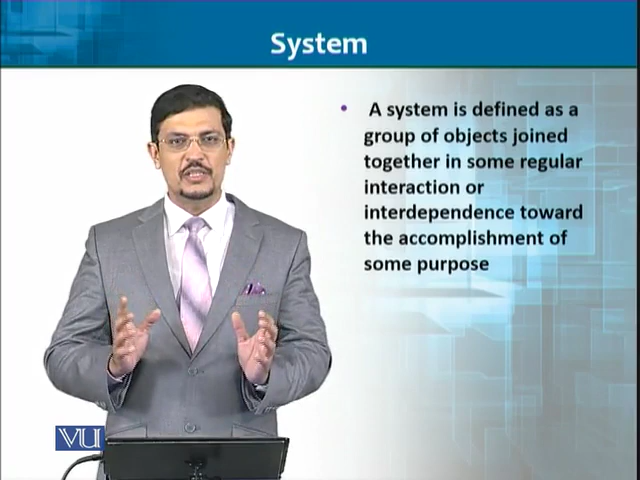 System
• A system is defined as a
group of objects joined
together in some regular
interaction or
interdependence toward
the accomplishment of
some purpose
VU